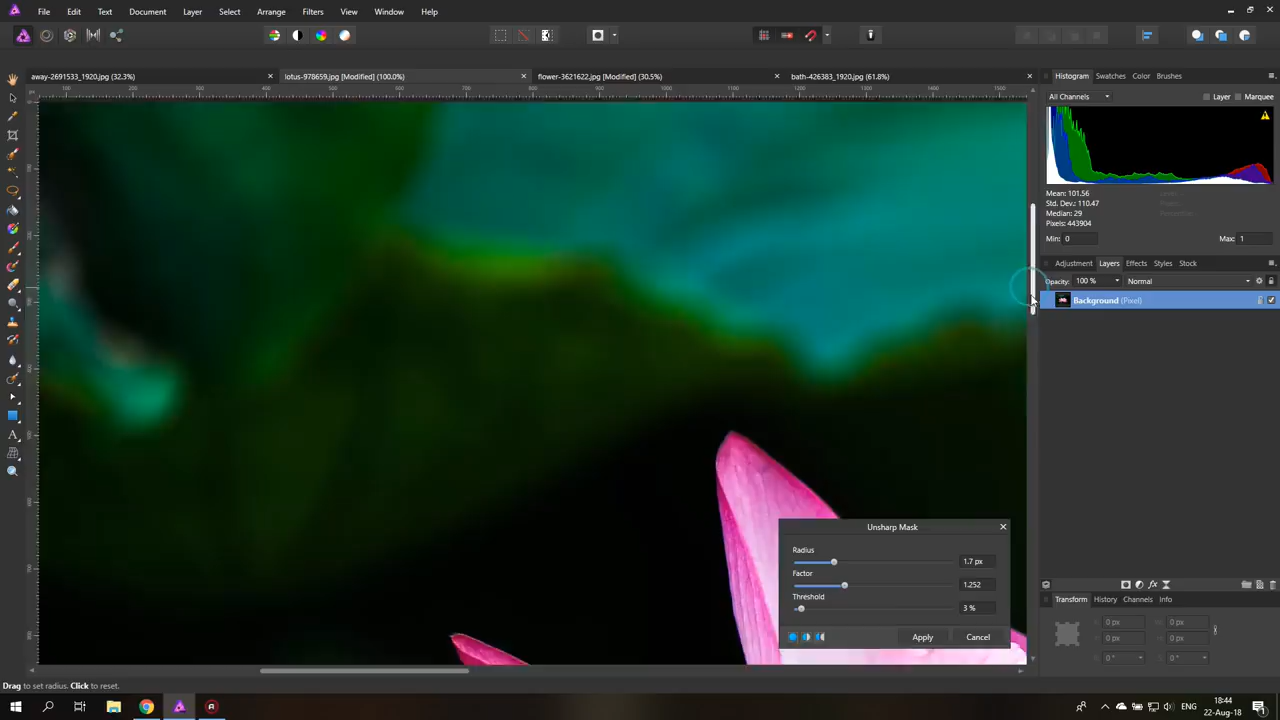 File Edit Text Document Layer Select Arrange Filters View Window Help
away-2691533_1920.jpg (32.3%) lotus-978659.jpg [Modified] (100.0%) flower-3621622.jpg [Modified] (30.5%) bath-426383_1920.jpg (61.8%)
Histogram Swatches Color Brushes
All Channels Layer Marquee
Mean: 101.56
Std. Dev.: 110.47
Median: 29
Pixels: 443904
Min: 0 Max: 1
Adjustment Layers Effects Styles Stock
Opacity: 100 % Normal
Background (Pixel)
Unsharp Mask
Radius
1.7 px
Factor
1.252
Threshold
3 %
Apply Cancel
Transform History Channels Info
X: 0 px W: 0 px
Y: 0 px H: 0 px
R: 0 ° S: 0 °
Drag to set radius. Click to reset.
ENG 18:44
22-Aug-18